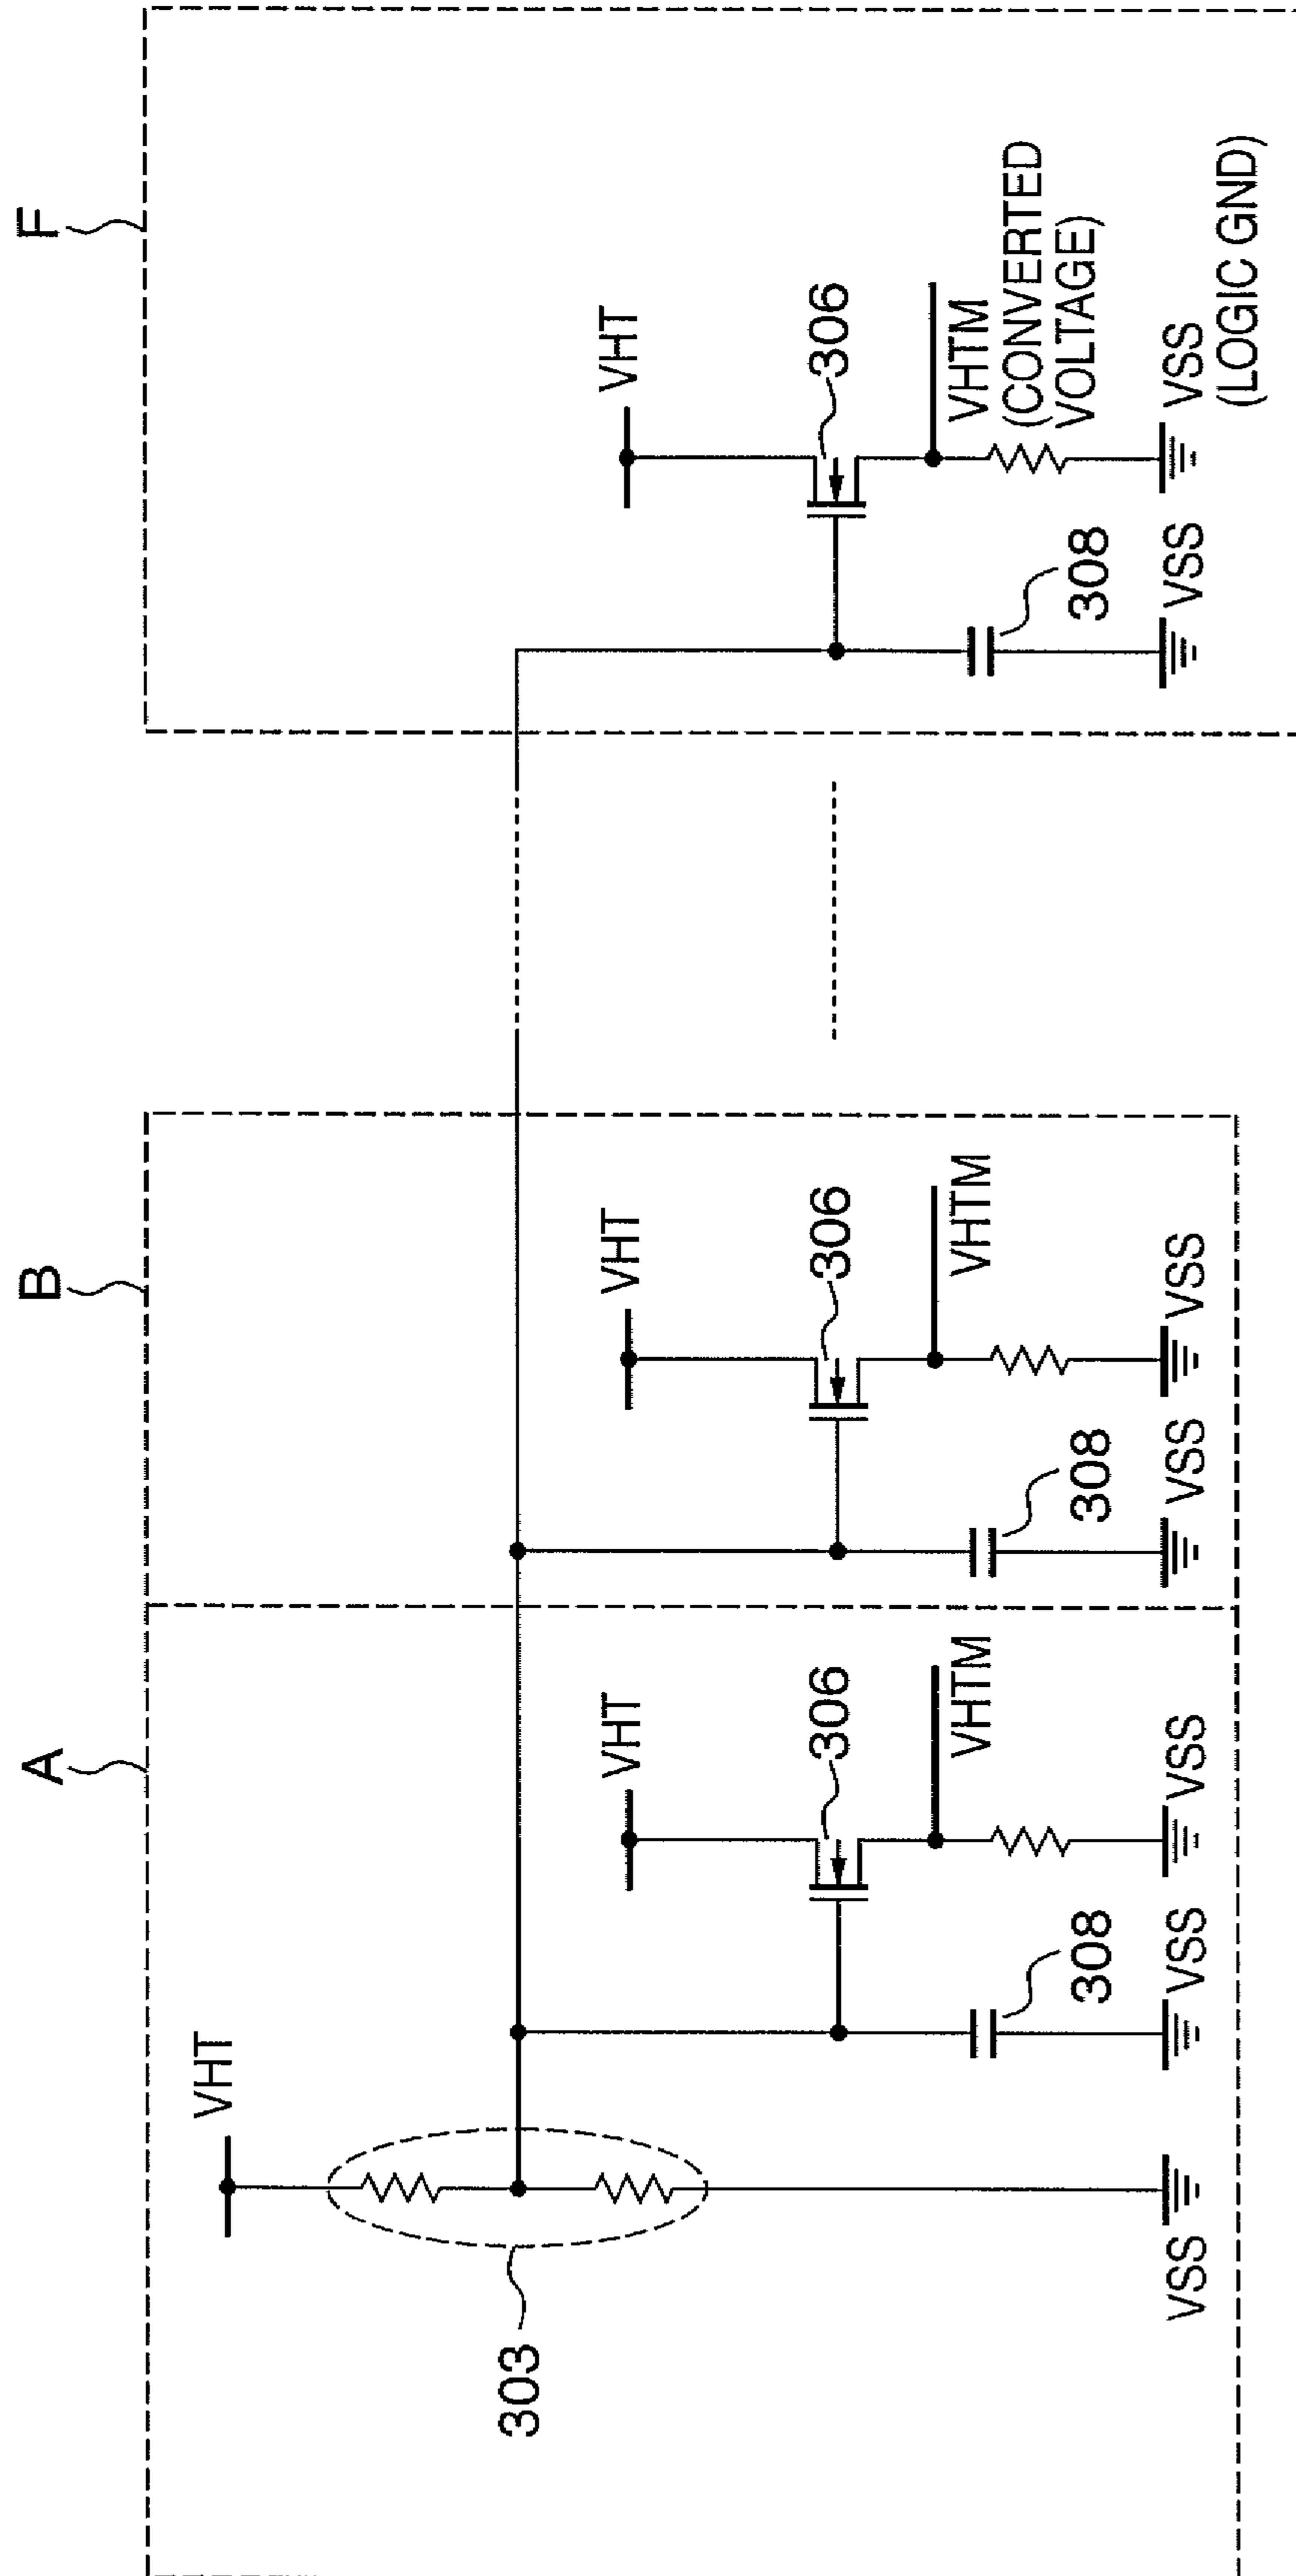 A
B
F
VHT
303
VSS
VHT
306
VHTM
308
VSS
VSS
VHT
306
VHTM
308
VSS
VSS
VHT
306
VHTM
(CONVERTED
VOLTAGE)
308
VSS
VSS
(LOGIC GND)